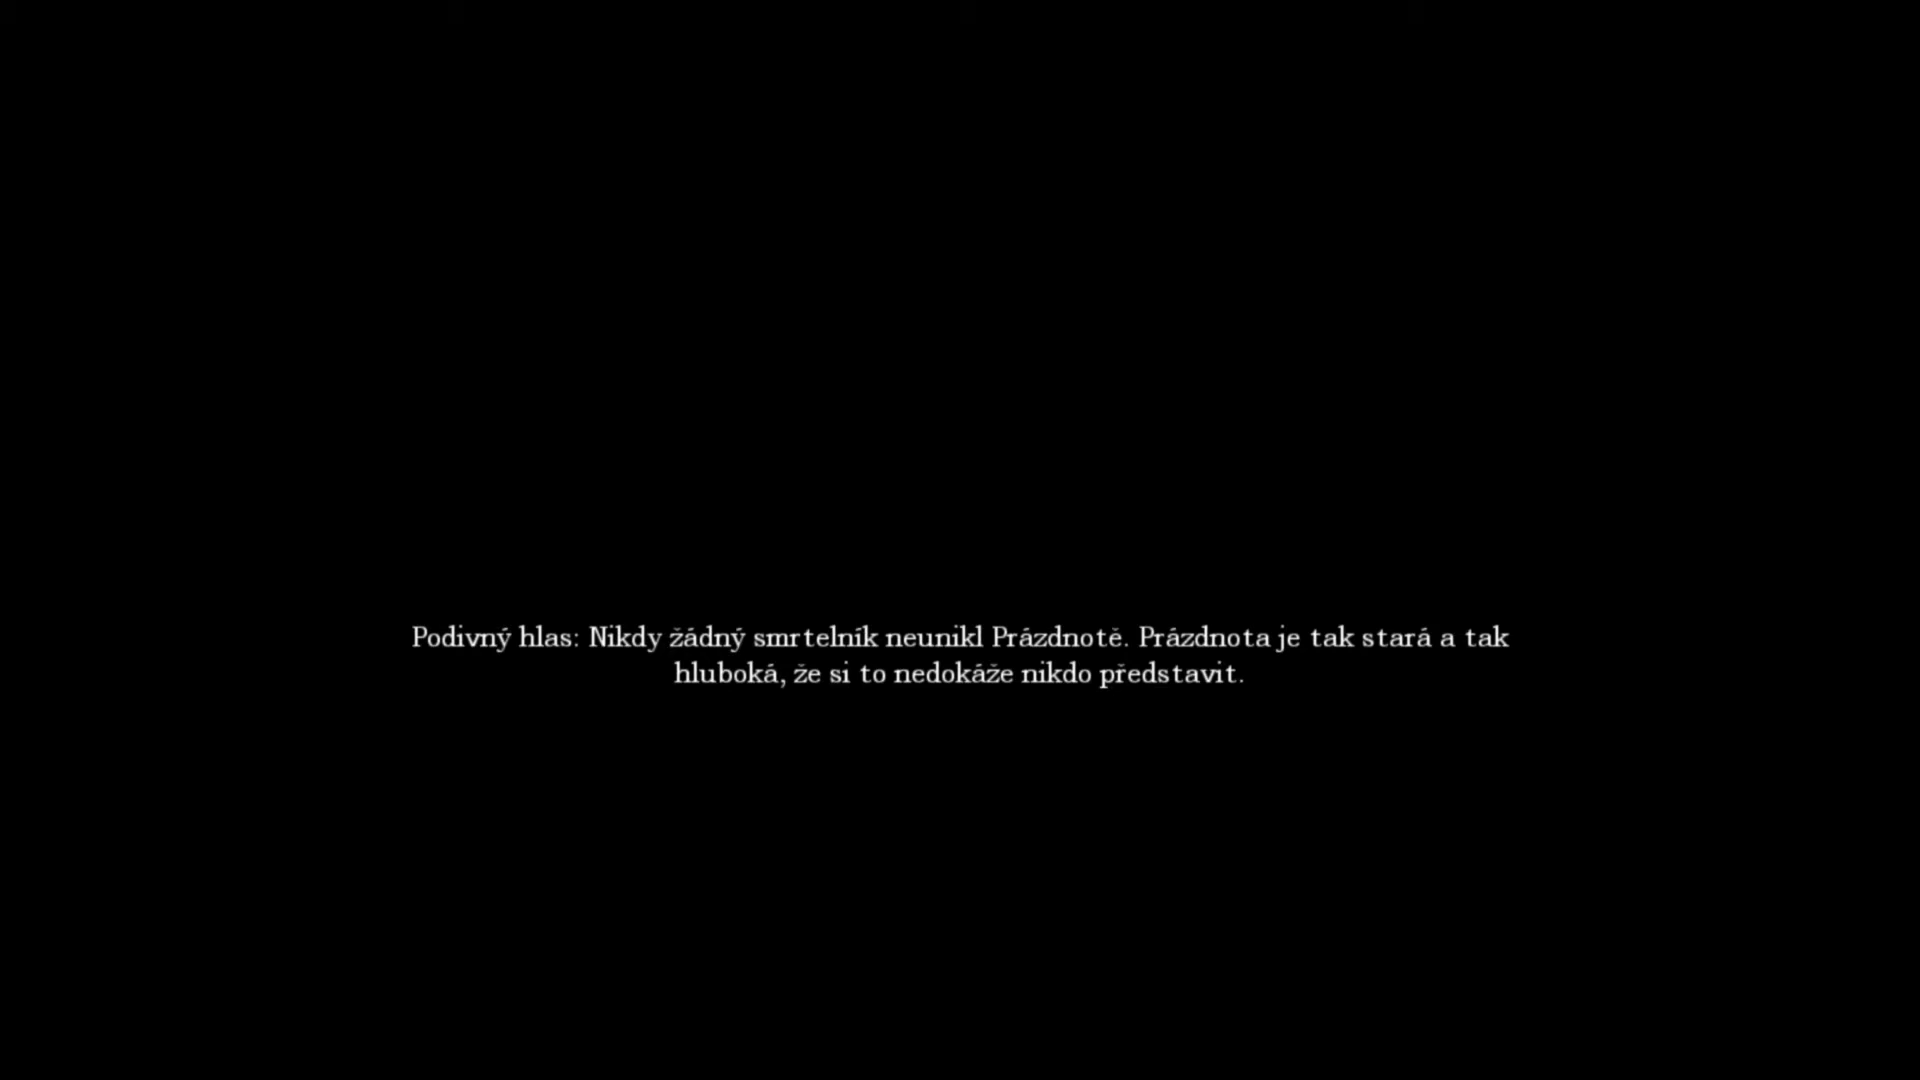 Podivný hlas: Nikdy žádný smrtelník neunikl Prázdnotě. Prázdnota je tak stará a tak
hluboká, že si to nedokáže nikdo představit.